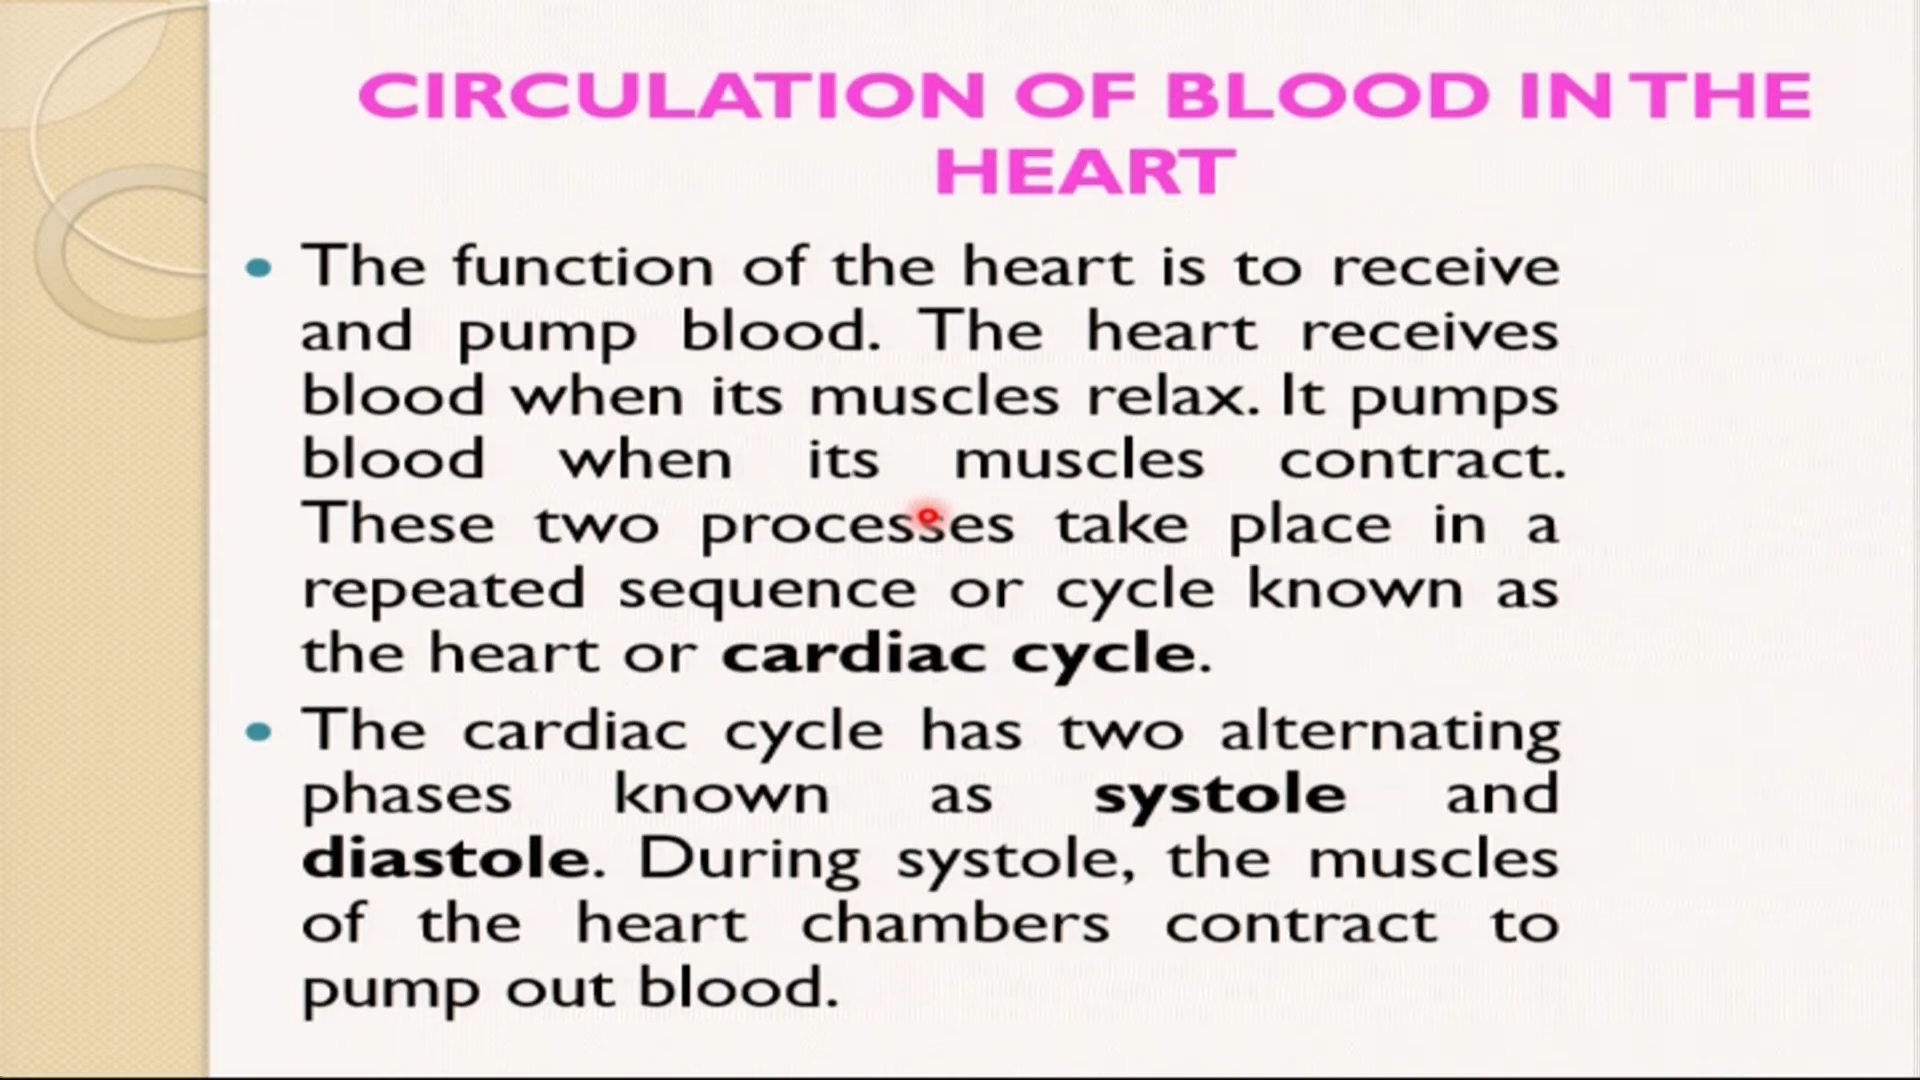 CIRCULATION OF BLOOD IN THE
HEART
• The function of the heart is to receive
and pump blood. The heart receives
blood when its muscles relax. It pumps
blood when its muscles contract.
These two processes take place in a
repeated sequence or cycle known as
the heart or cardiac cycle.
• The cardiac cycle has two alternating
phases known as systole and
diastole. During systole, the muscles
of the heart chambers contract to
pump out blood.